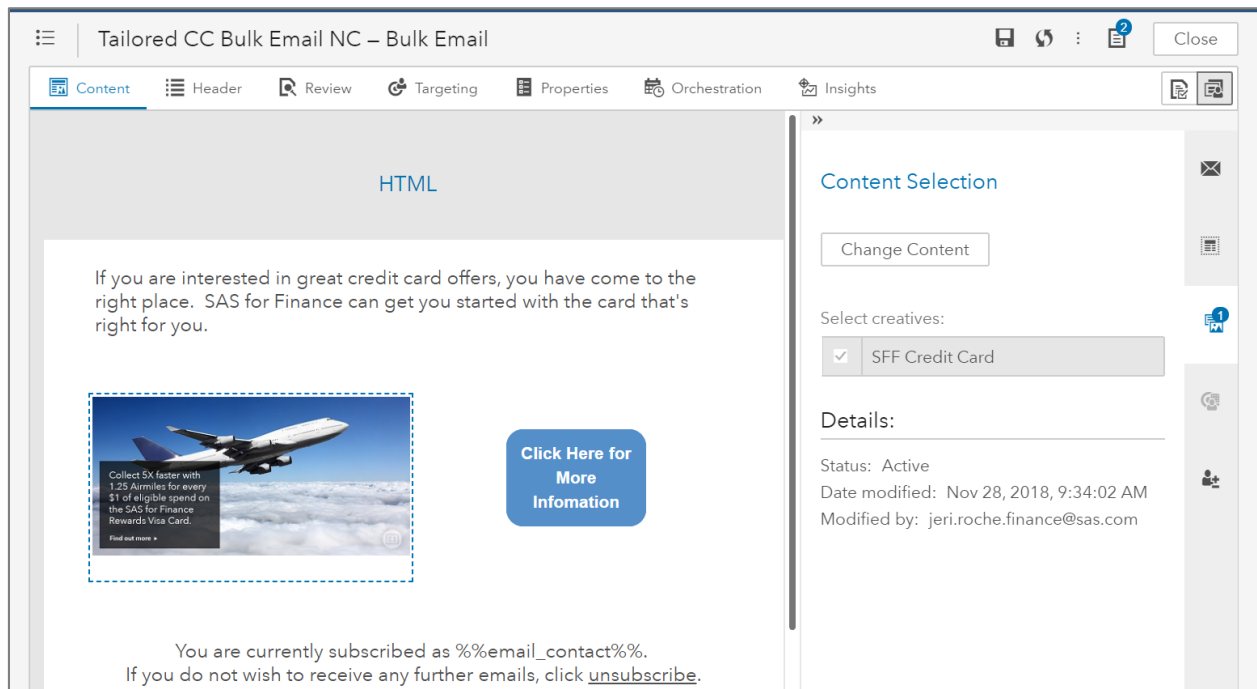 Tailored CC Bulk Email NC – Bulk Email
2
Close
Content
Header
Review
Targeting
Properties
Orchestration
Insights
HTML
If you are interested in great credit card offers, you have come to the
right place. SAS for Finance can get you started with the card that's
right for you.
Collect 5X faster with
1.25 Airmiles for every
$1 of eligible spend on
the SAS for Finance
Rewards Visa Card.
Find out more
Click Here for
More
Infomation
You are currently subscribed as %%email_contact%%.
If you do not wish to receive any further emails, click unsubscribe.
Content Selection
Change Content
Select creatives:
SFF Credit Card
Details:
Status: Active
Date modified: Nov 28, 2018, 9:34:02 AM
Modified by: jeri.roche.finance@sas.com
1